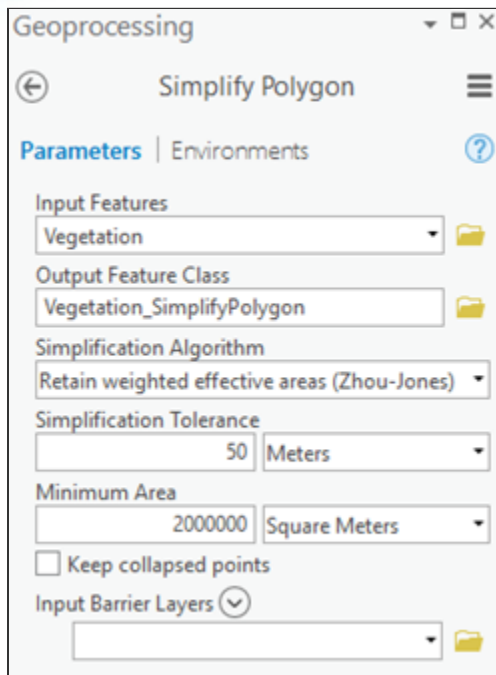 Geoprocessing
Simplify Polygon
Parameters | Environments
Input Features
Vegetation
Output Feature Class
Vegetation_SimplifyPolygon
Simplification Algorithm
Retain weighted effective areas (Zhou-Jones)
Simplification Tolerance
50 Meters
Minimum Area
2000000 Square Meters
Keep collapsed points
Input Barrier Layers